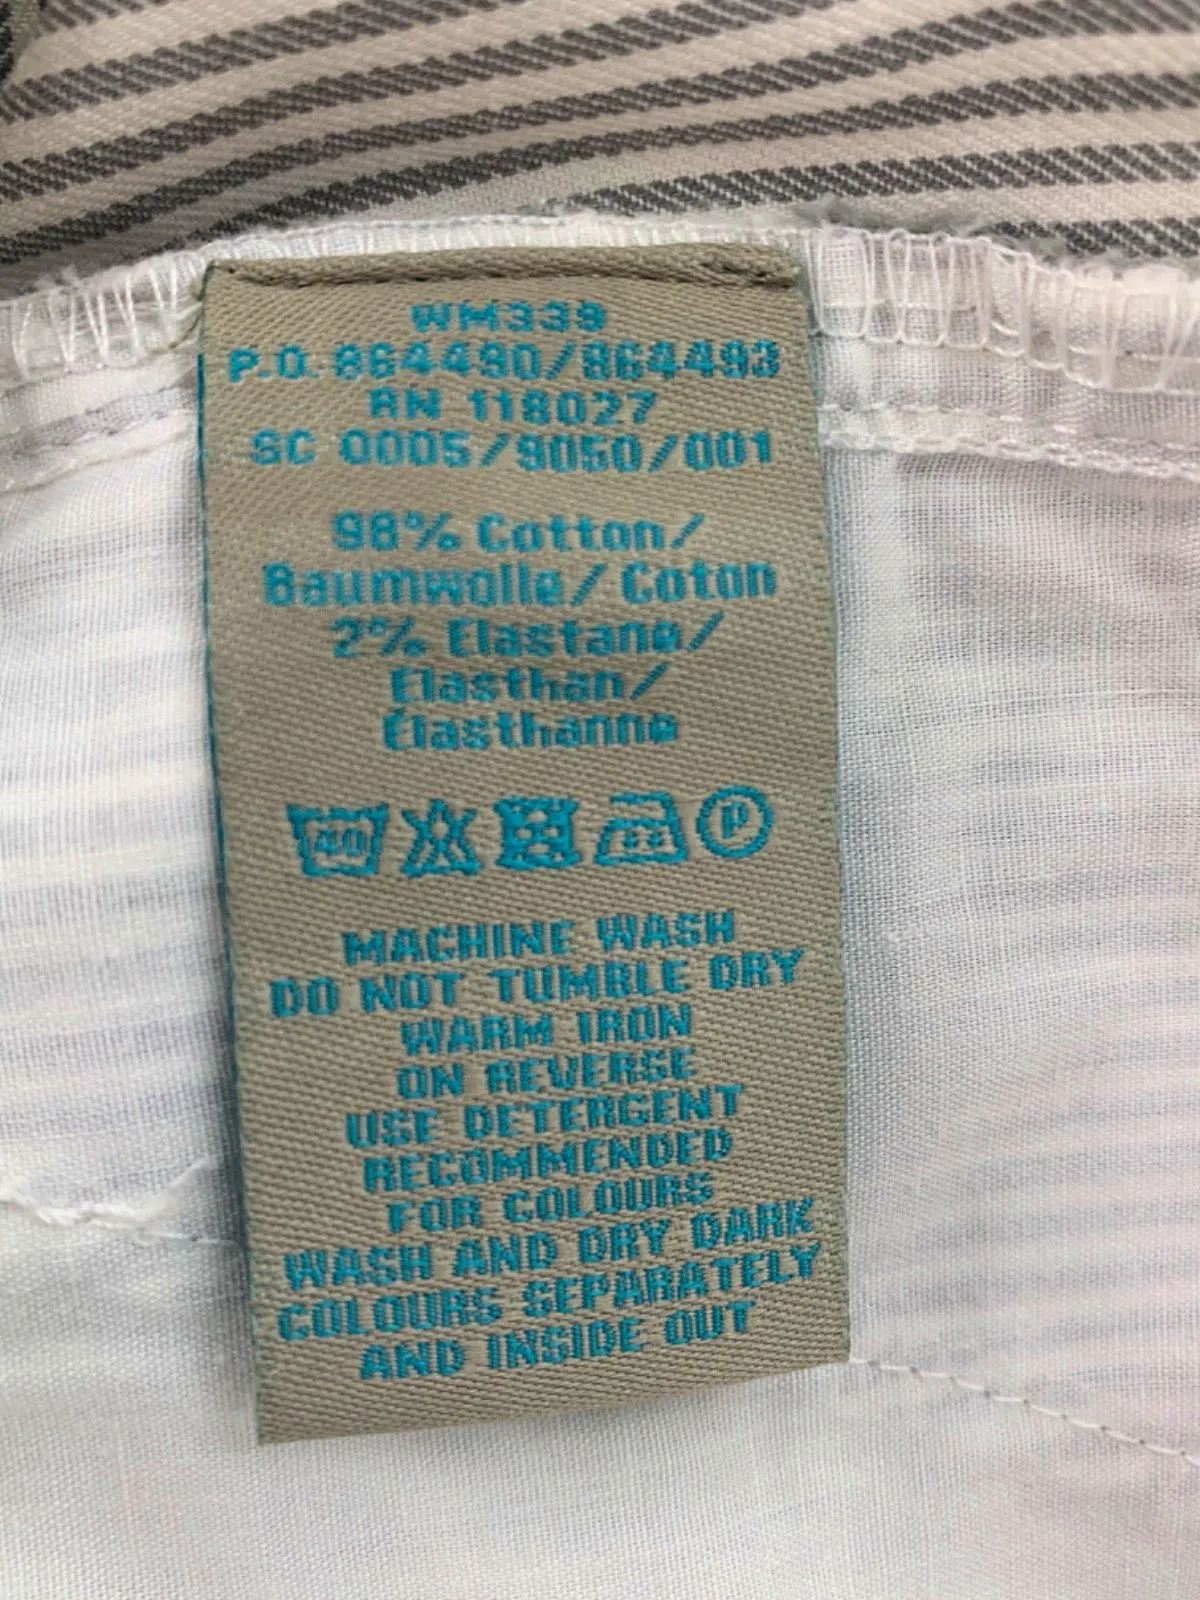 WM339
P.O. 864490/864493
RN 118027
SC 0005/9050/001
98% Cotton/
Baumwolle/ Coton
2% Elastane/
Elasthan/
Élasthanne
40 P
MACHINE WASH
DO NOT TUMBLE DRY
WARM IRON
ON REVERSE
USE DETERGENT
RECOMMENDED
FOR COLOURS
WASH AND DRY DARK
COLOURS SEPARATELY
AND INSIDE OUT